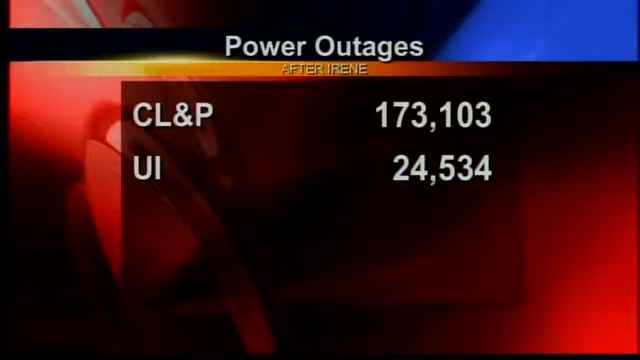 Power Outages
AFTER IRENE
CL&P 173,103
UI 24,534